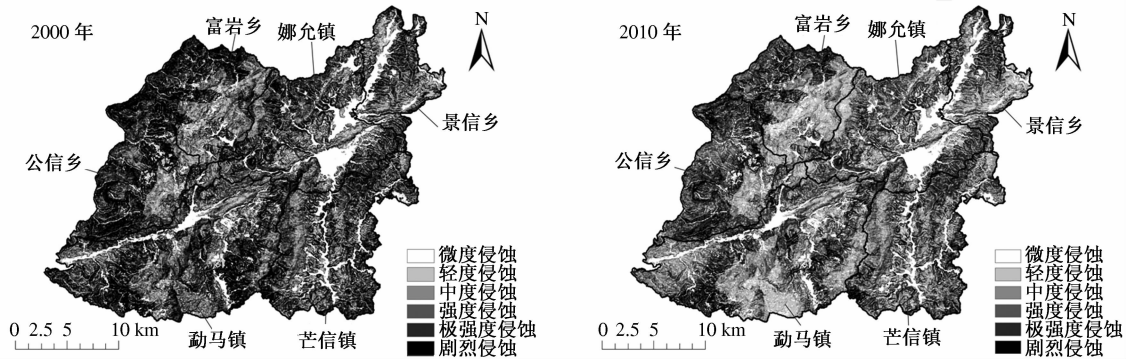 2000 年
富岩乡
娜允镇
N
景信乡
公信乡
勐马镇
芒信镇
0 2.5 5 10 km
微度侵蚀
轻度侵蚀
中度侵蚀
强度侵蚀
极强度侵蚀
剧烈侵蚀
2010 年
富岩乡
娜允镇
N
景信乡
公信乡
勐马镇
芒信镇
0 2.5 5 10 km
微度侵蚀
轻度侵蚀
中度侵蚀
强度侵蚀
极强度侵蚀
剧烈侵蚀